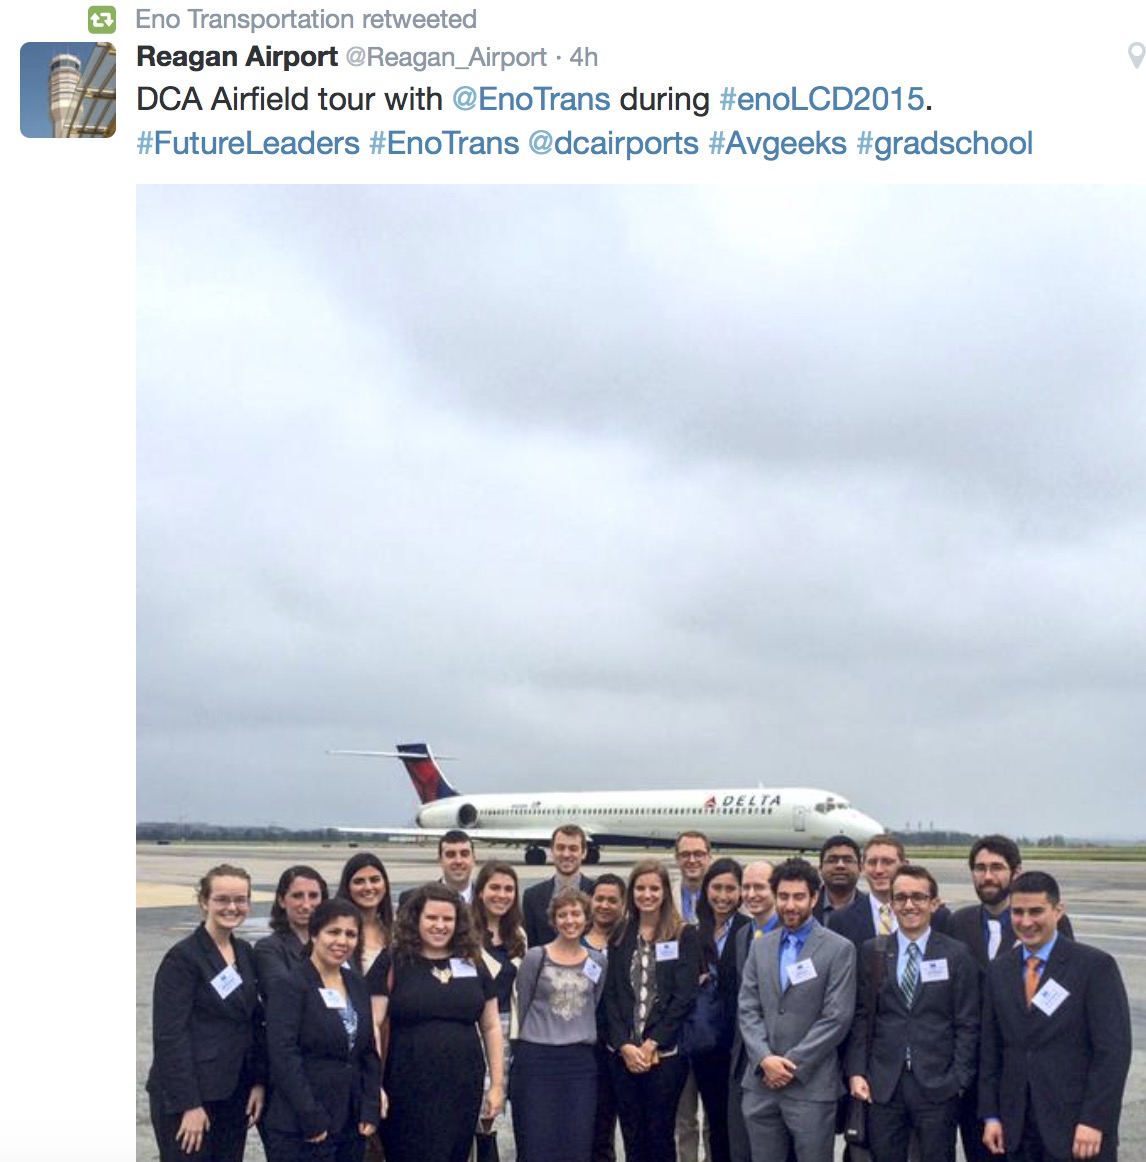 Eno Transportation retweeted
Reagan Airport @Reagan_Airport · 4h
DCA Airfield tour with @EnoTrans during #enoLCD2015.
#FutureLeaders #EnoTrans @dcairports #Avgeeks #gradschool
DELTA